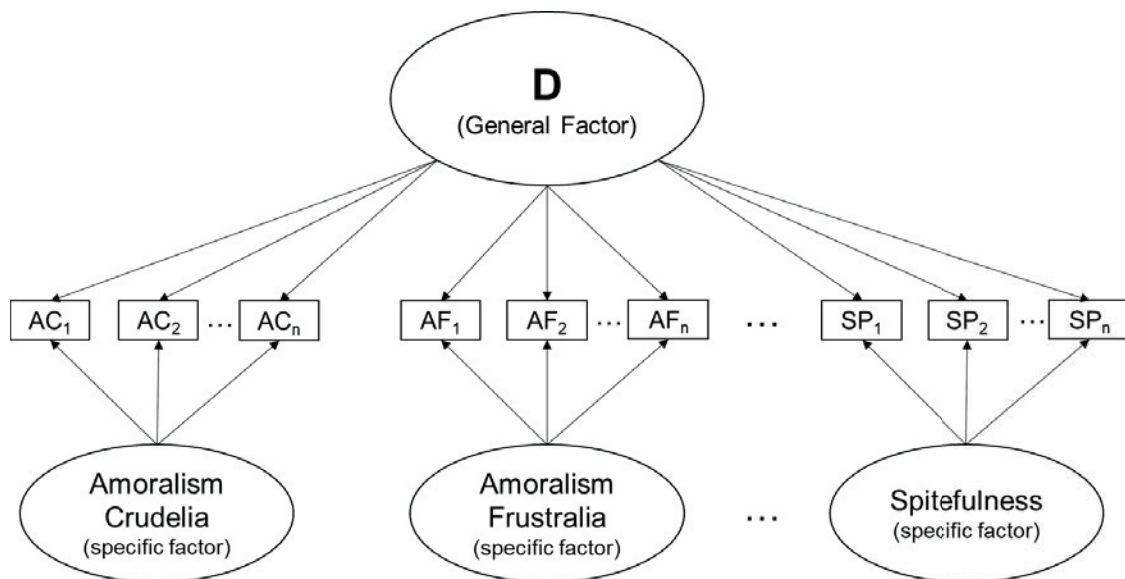 D
(General Factor)
AC₁ AC₂ ... ACₙ AF₁ AF₂ ... AFₙ ... SP₁ SP₂ ... SPₙ
Amoralism
Crudelia
(specific factor)
Amoralism
Frustralia
(specific factor)
...
Spitefulness
(specific factor)